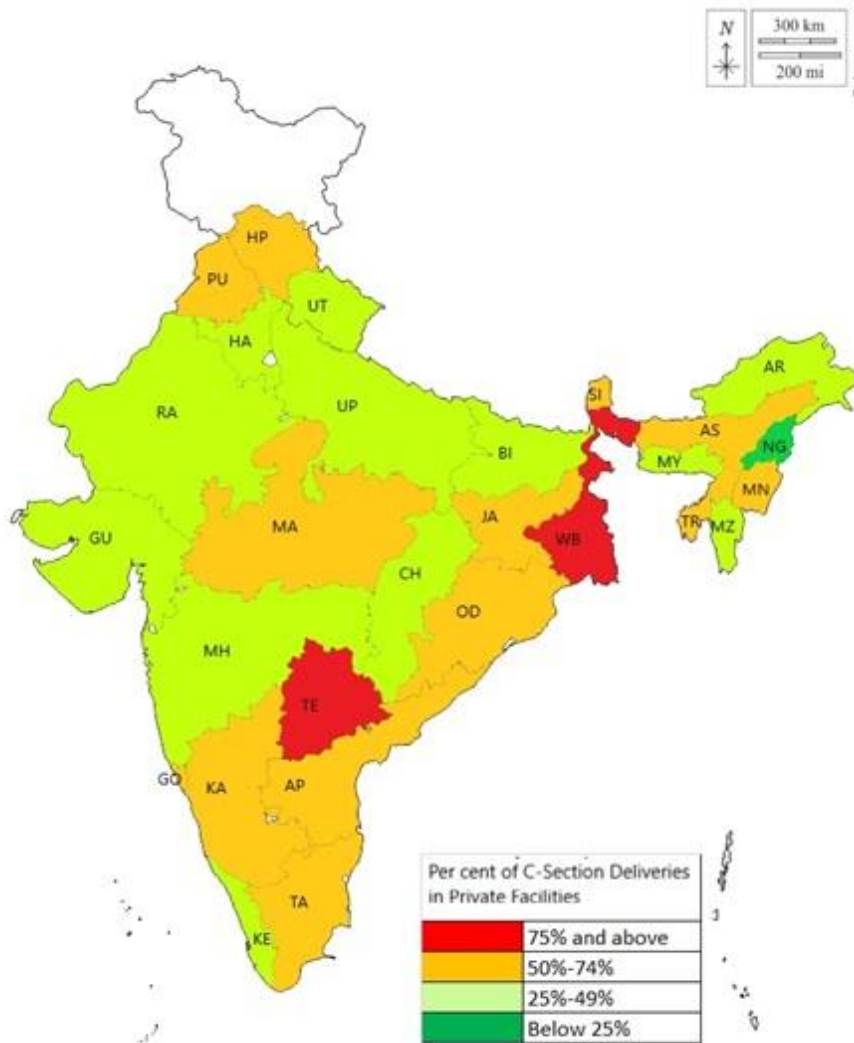 N
300 km
200 mi
HP
PU
UT
HA
RA
UP
BI
SI
AR
AS
NG
MY
MN
TR
MZ
GU
MA
JA
WB
CH
OD
MH
TE
GO
KA
AP
TA
KE
Per cent of C-Section Deliveries
in Private Facilities
75% and above
50%-74%
25%-49%
Below 25%